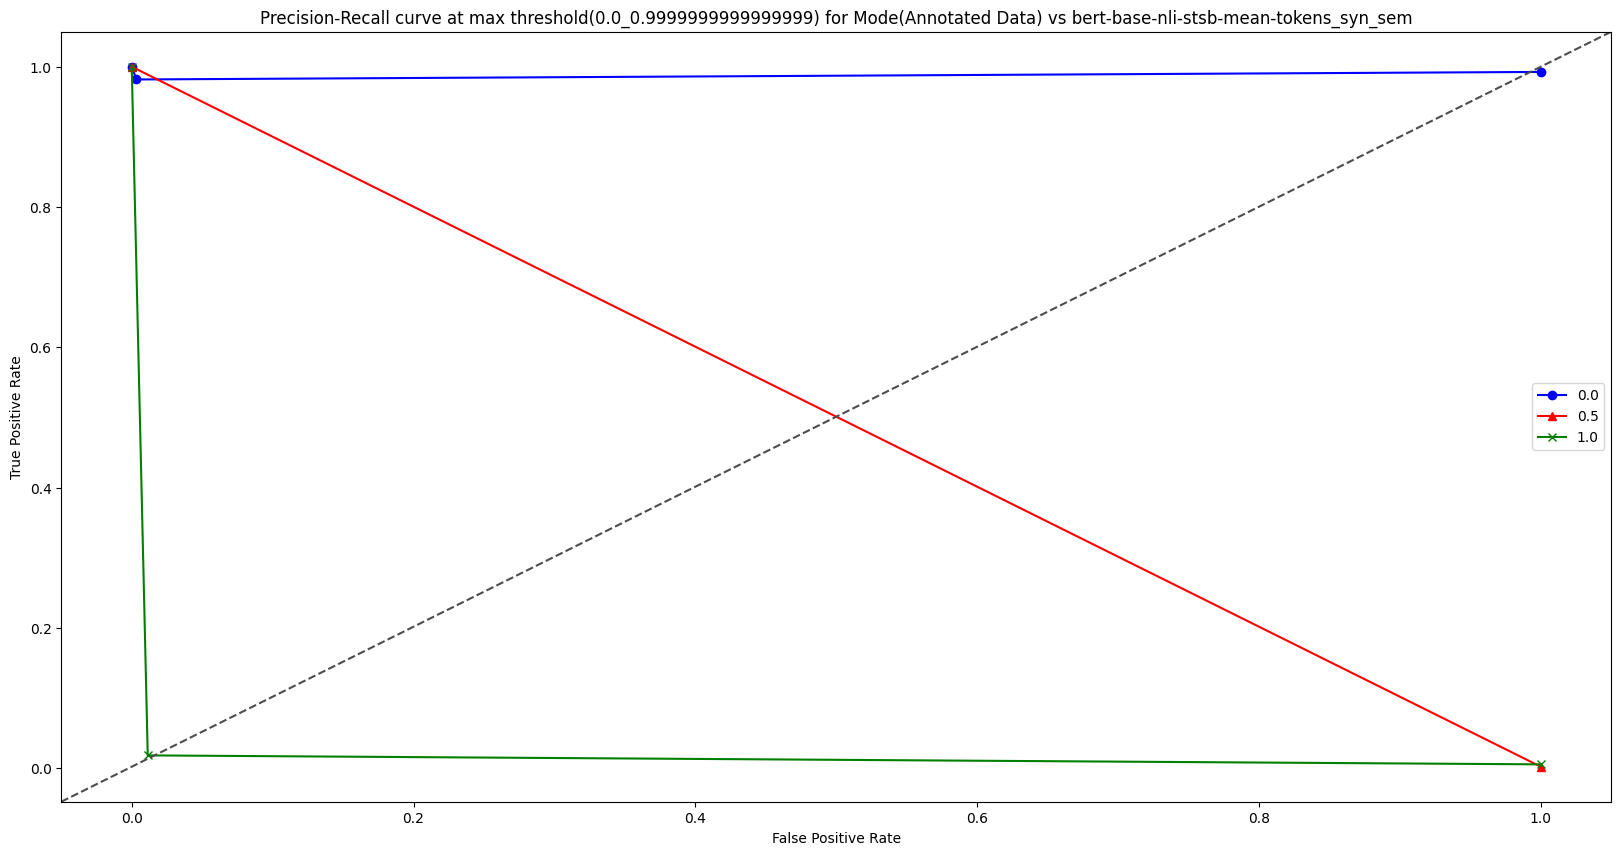 Precision-Recall curve at max threshold(0.0_0.9999999999999999) for Mode(Annotated Data) vs bert-base-nli-stsb-mean-tokens_syn_sem
True Positive Rate
1.0
0.8
0.6
0.4
0.2
0.0
0.0
0.5
1.0
0.0 0.2 0.4 0.6 0.8 1.0
False Positive Rate